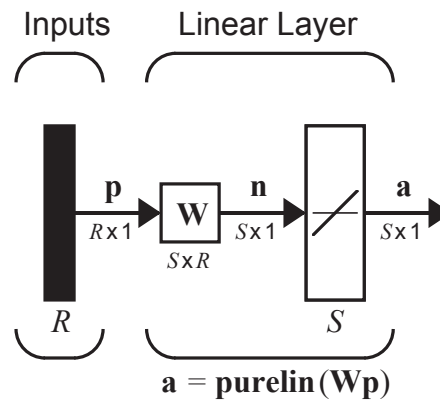 Inputs Linear Layer
p n a
W
R x 1 S x 1 S x 1
S x R
R S
a = purelin (Wp)